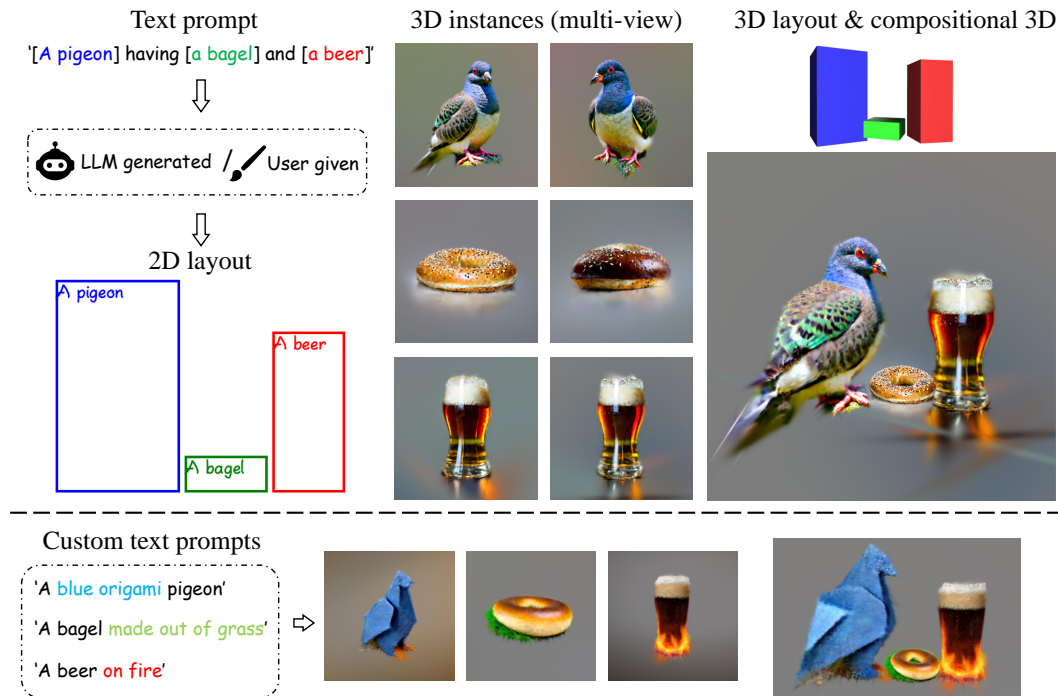 Text prompt
'[A pigeon] having [a bagel] and [a beer]'
LLM generated / User given
2D layout
A pigeon
A beer
A bagel
3D instances (multi-view)
3D layout & compositional 3D
Custom text prompts
'A blue origami pigeon'
'A bagel made out of grass'
'A beer on fire'